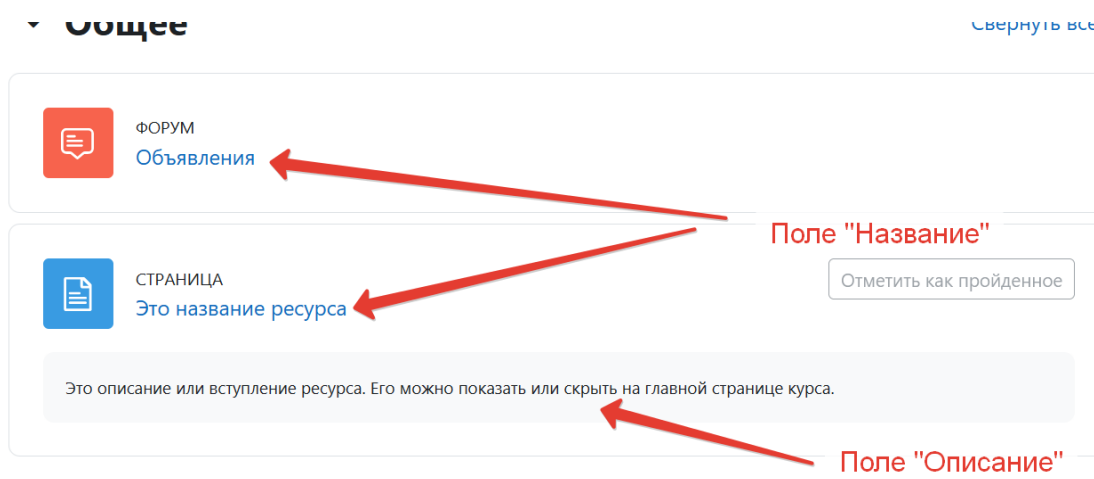 Общее
Свернуть все
ФОРУМ
Объявления
Поле "Название"
СТРАНИЦА
Отметить как пройденное
Это название ресурса
Это описание или вступление ресурса. Его можно показать или скрыть на главной странице курса.
Поле "Описание"